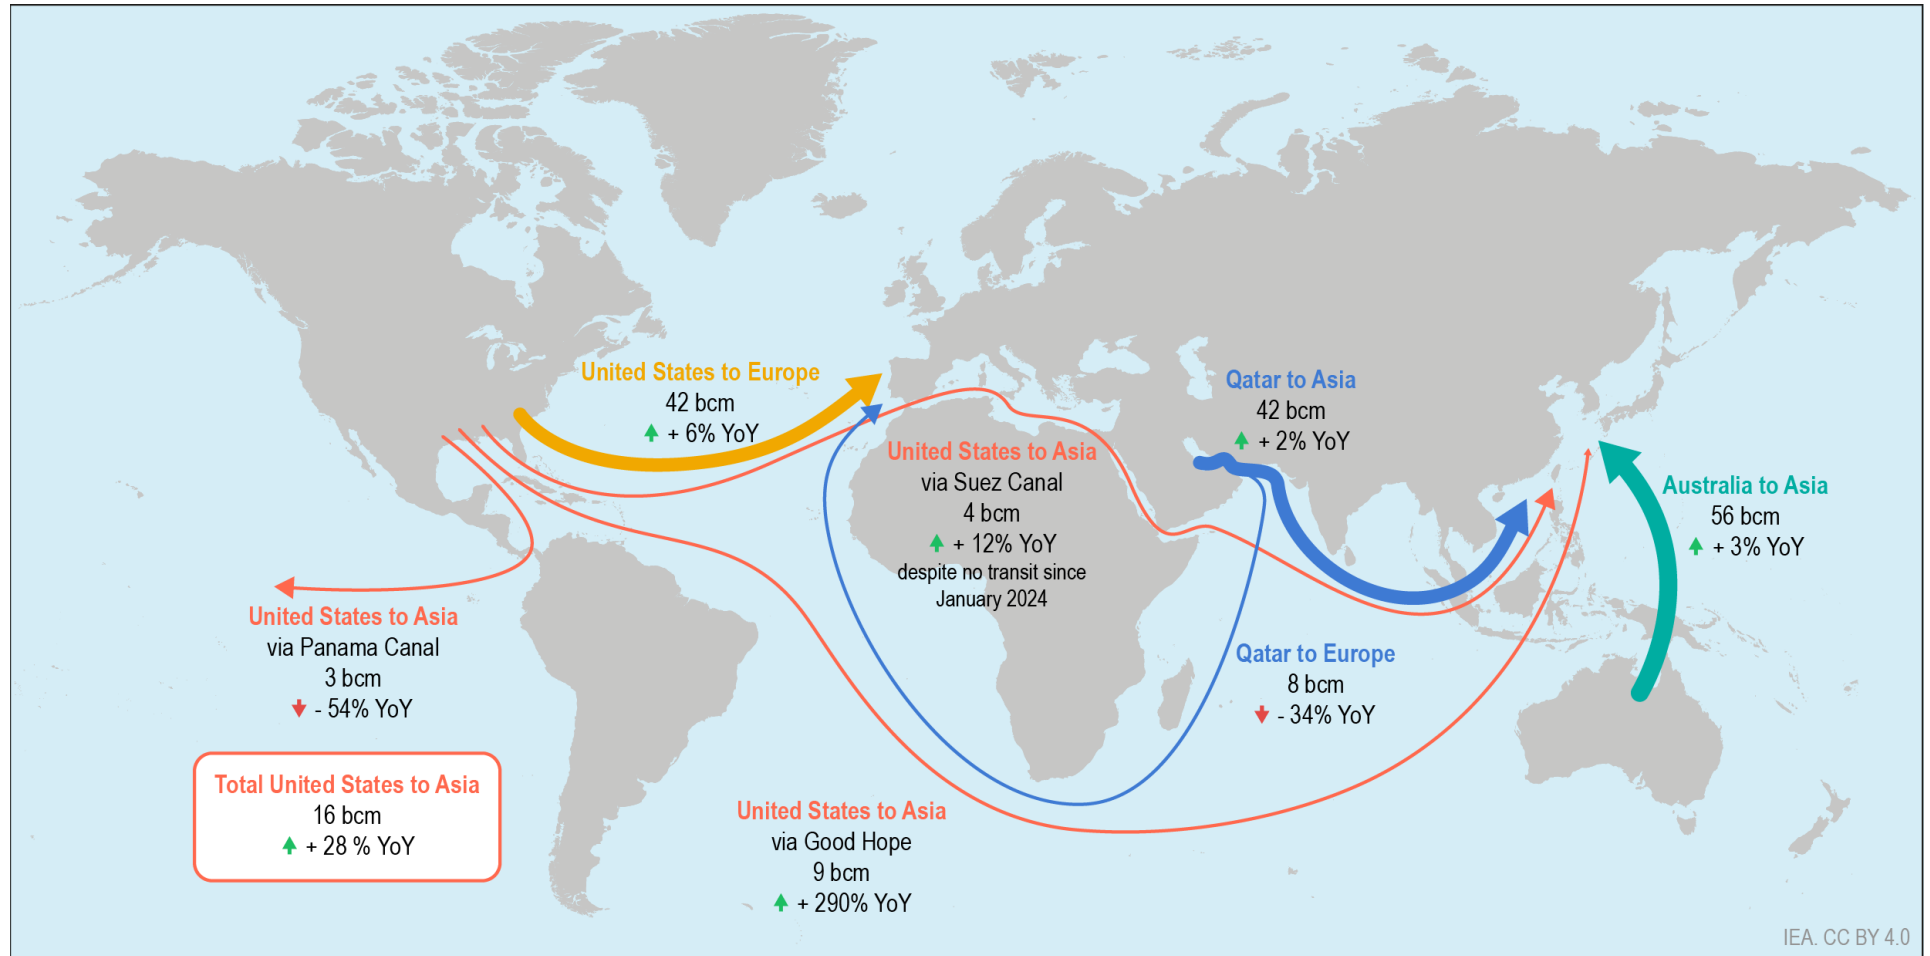 United States to Europe
42 bcm
+ 6% YoY
Qatar to Asia
42 bcm
+ 2% YoY
United States to Asia
via Suez Canal
4 bcm
+ 12% YoY
despite no transit since
January 2024
Australia to Asia
56 bcm
+ 3% YoY
United States to Asia
via Panama Canal
3 bcm
- 54% YoY
Qatar to Europe
8 bcm
- 34% YoY
Total United States to Asia
16 bcm
+ 28 % YoY
United States to Asia
via Good Hope
9 bcm
+ 290% YoY
IEA. CC BY 4.0